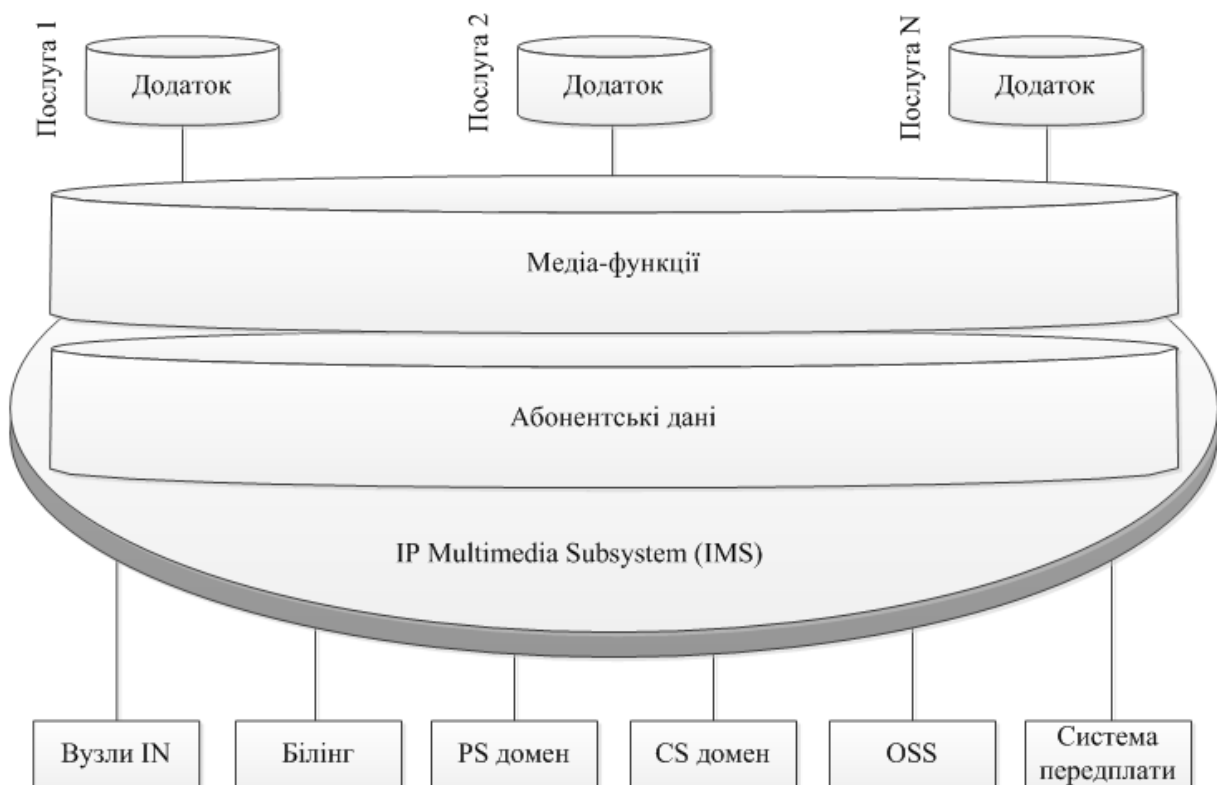 Послуга 1
Додаток
Послуга 2
Додаток
Послуга N
Додаток
Медіа-функції
Абонентські дані
IP Multimedia Subsystem (IMS)
Вузли IN
Білінг
PS домен
CS домен
OSS
Система
передплати